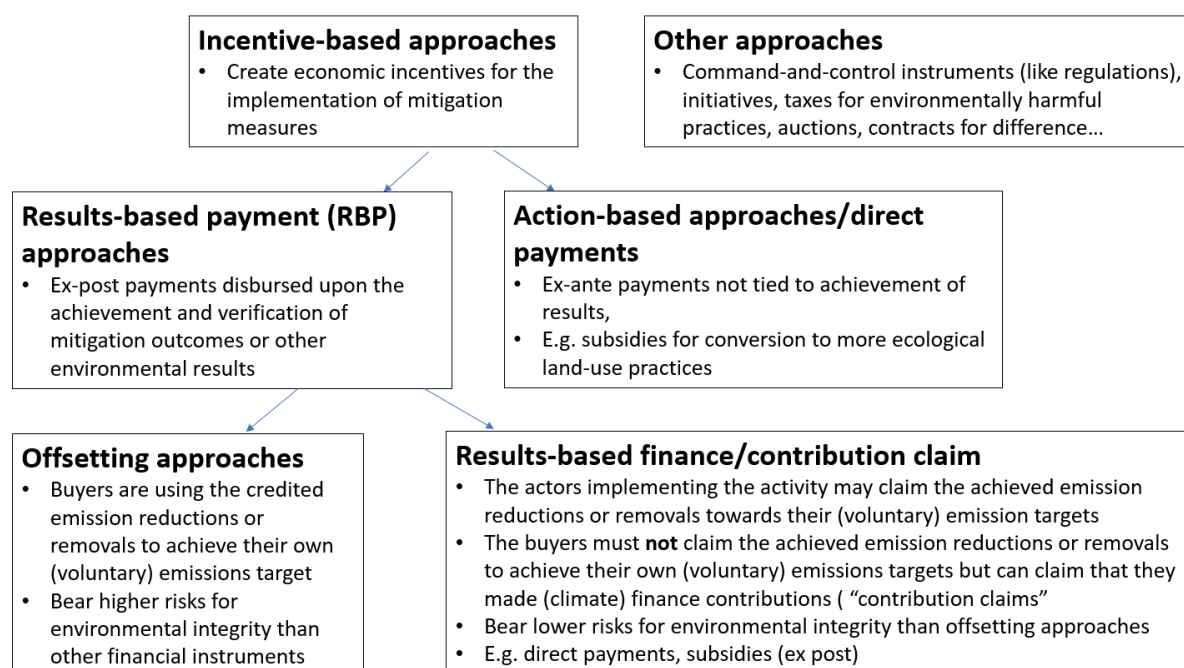 Incentive-based approaches
• Create economic incentives for the
implementation of mitigation
measures
Other approaches
• Command-and-control instruments (like regulations),
initiatives, taxes for environmentally harmful
practices, auctions, contracts for difference…
Results-based payment (RBP)
approaches
• Ex-post payments disbursed upon the
achievement and verification of
mitigation outcomes or other
environmental results
Action-based approaches/direct
payments
• Ex-ante payments not tied to achievement of
results,
• E.g. subsidies for conversion to more ecological
land-use practices
Offsetting approaches
• Buyers are using the credited
emission reductions or
removals to achieve their own
(voluntary) emissions target
• Bear higher risks for
environmental integrity than
other financial instruments
Results-based finance/contribution claim
• The actors implementing the activity may claim the achieved emission
reductions or removals towards their (voluntary) emission targets
• The buyers must not claim the achieved emission reductions or removals
to achieve their own (voluntary) emissions targets but can claim that they
made (climate) finance contributions ( “contribution claims“
• Bear lower risks for environmental integrity than offsetting approaches
• E.g. direct payments, subsidies (ex post)